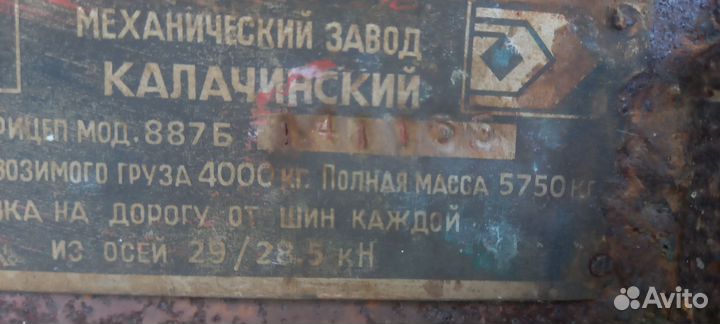 МЕХАНИЧЕСКИЙ ЗАВОД
КАЛАЧИНСКИЙ
РИЦЕП МОД. 887Б
ВОЗИМОГО ГРУЗА 4000 КГ. ПОЛНАЯ МАССА 5750 КГ
ЗКА НА ДОРОГУ ОТ ШИН КАЖДОЙ
ИЗ ОСЕЙ 29/28.5 кН
Avito